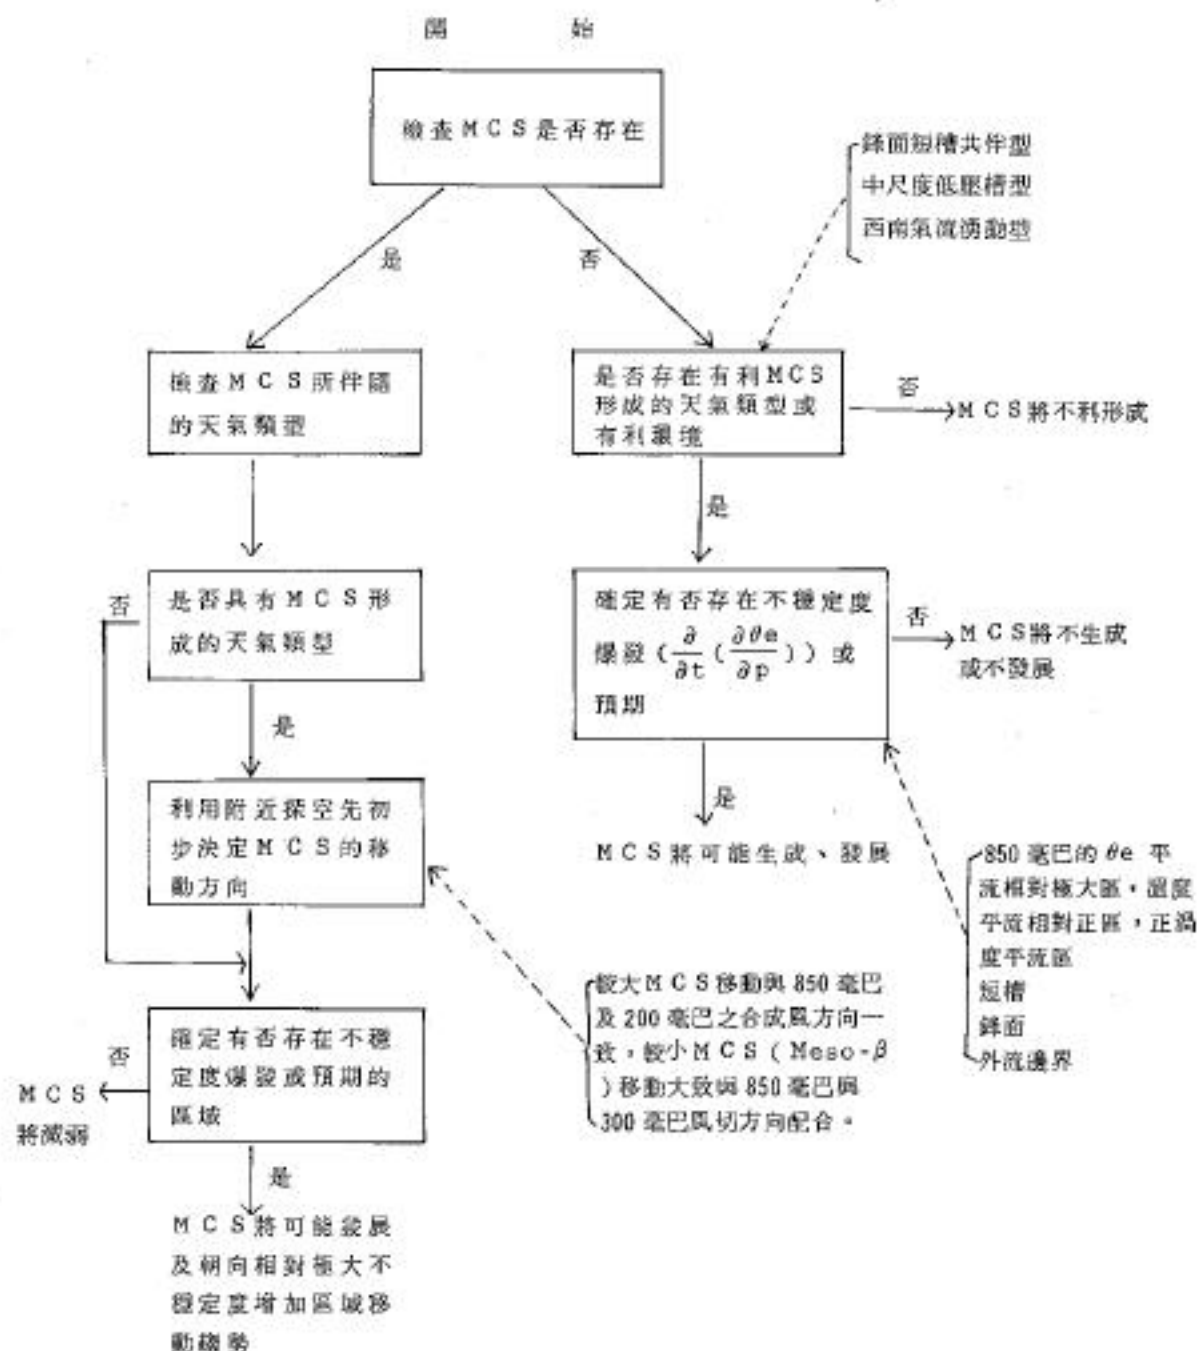 開 始
檢查MCS是否存在
鋒面短槽共伴型
中尺度低壓槽型
西南氣流湧動型
是
否
檢查MCS所伴隨
的天氣類型
是否存在有利MCS
形成的天氣類型或
有利環境
否
MCS將不利形成
是
是否具有MCS形
成的天氣類型
否
確定有否存在不穩定度
爆發(∂/∂t(∂θe/∂p))或
預期
否
MCS將不生成
或不發展
是
利用附近探空先初
步決定MCS的移
動方向
是
MCS將可能生成、發展
850毫巴的θe平
流相對極大區,溫度
平流相對正區,正渦
度平流區
短槽
鋒面
外流邊界
較大MCS移動與850毫巴
及200毫巴之合成風方向一
致,較小MCS(Meso-β
)移動大致與850毫巴與
300毫巴風切方向配合。
確定有否存在不穩
定度爆發或預期的
區域
否
MCS
將減弱
是
MCS將可能發展
及朝向相對極大不
穩定度增加區域移
動趨勢